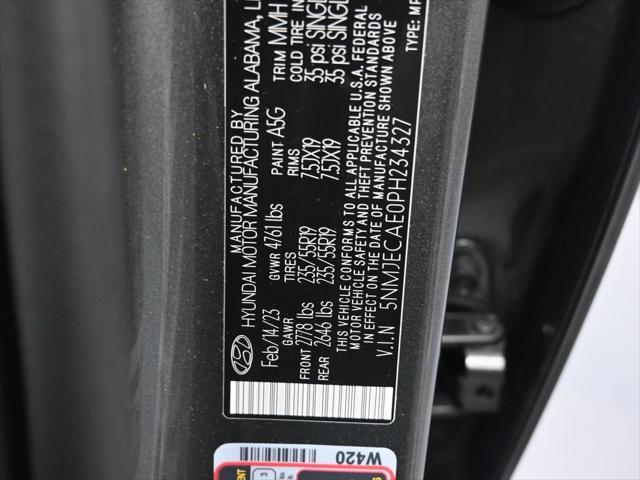 MANUFACTURED BY
HYUNDAI MOTOR MANUFACTURING ALABAMA,
Feb/14/23 GVWR 4761 lbs PAINT A5G TRIM MMH
GAWR TIRES RIMS COLD TIRE
FRONT 2778 lbs 235/55R19 7.5JX19 35 psi SINGLE
REAR 2646 lbs 235/55R19 7.5JX19 35 psi SINGLE
THIS VEHICLE CONFORMS TO ALL APPLICABLE U.S.A. FEDERAL
MOTOR VEHICLE SAFETY AND THEFT PREVENTION STANDARDS
IN EFFECT ON THE DATE OF MANUFACTURE SHOWN ABOVE
V.I.N 5NMJECAE0PH234327 TYPE:
W420